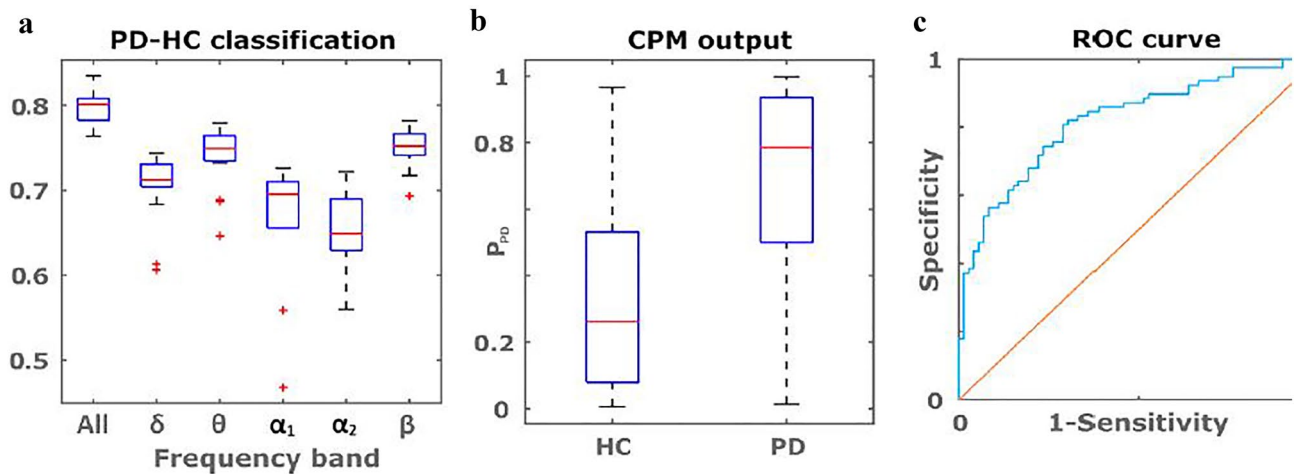 a
PD-HC classification
0.8
0.7
0.6
0.5
All δ θ α1 α2 β
Frequency band
b
CPM output
1
0.8
PPD
0.2
0
HC PD
c
ROC curve
1
Specificity
0
0
1-Sensitivity